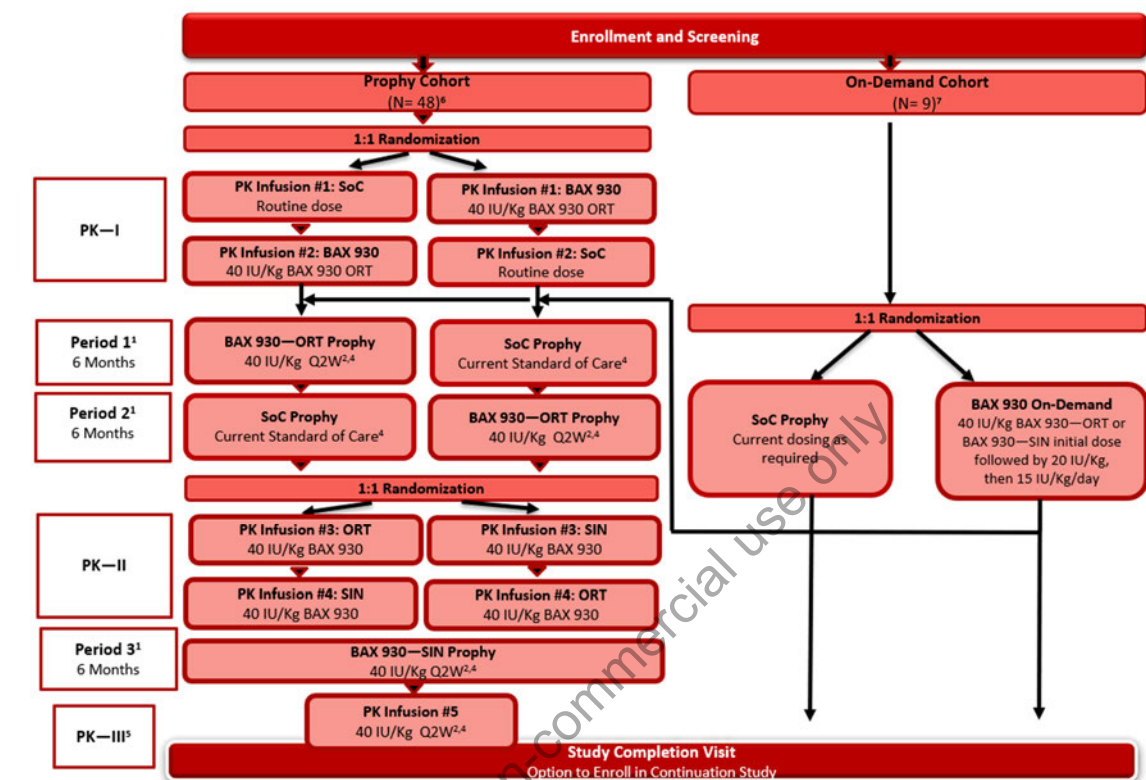 Enrollment and Screening
Prophy Cohort
(N= 48)⁶
On-Demand Cohort
(N= 9)⁷
1:1 Randomization
PK—I
PK Infusion #1: SoC
Routine dose
PK Infusion #1: BAX 930
40 IU/Kg BAX 930 ORT
PK Infusion #2: BAX 930
40 IU/Kg BAX 930 ORT
PK Infusion #2: SoC
Routine dose
1:1 Randomization
Period 1¹
6 Months
BAX 930—ORT Prophy
40 IU/Kg Q2W²,⁴
SoC Prophy
Current Standard of Care⁴
Period 2¹
6 Months
SoC Prophy
Current Standard of Care⁴
BAX 930—ORT Prophy
40 IU/Kg Q2W²,⁴
SoC Prophy
Current dosing as
required
BAX 930 On-Demand
40 IU/Kg BAX 930—ORT or
BAX 930—SIN initial dose
followed by 20 IU/Kg,
then 15 IU/Kg/day
1:1 Randomization
PK—II
PK Infusion #3: ORT
40 IU/Kg BAX 930
PK Infusion #3: SIN
40 IU/Kg BAX 930
PK Infusion #4: SIN
40 IU/Kg BAX 930
PK Infusion #4: ORT
40 IU/Kg BAX 930
Period 3¹
6 Months
BAX 930—SIN Prophy
40 IU/Kg Q2W²,⁴
PK—III⁵
PK Infusion #5
40 IU/Kg Q2W²,⁴
Study Completion Visit
Option to Enroll in Continuation Study
n-commercial use only